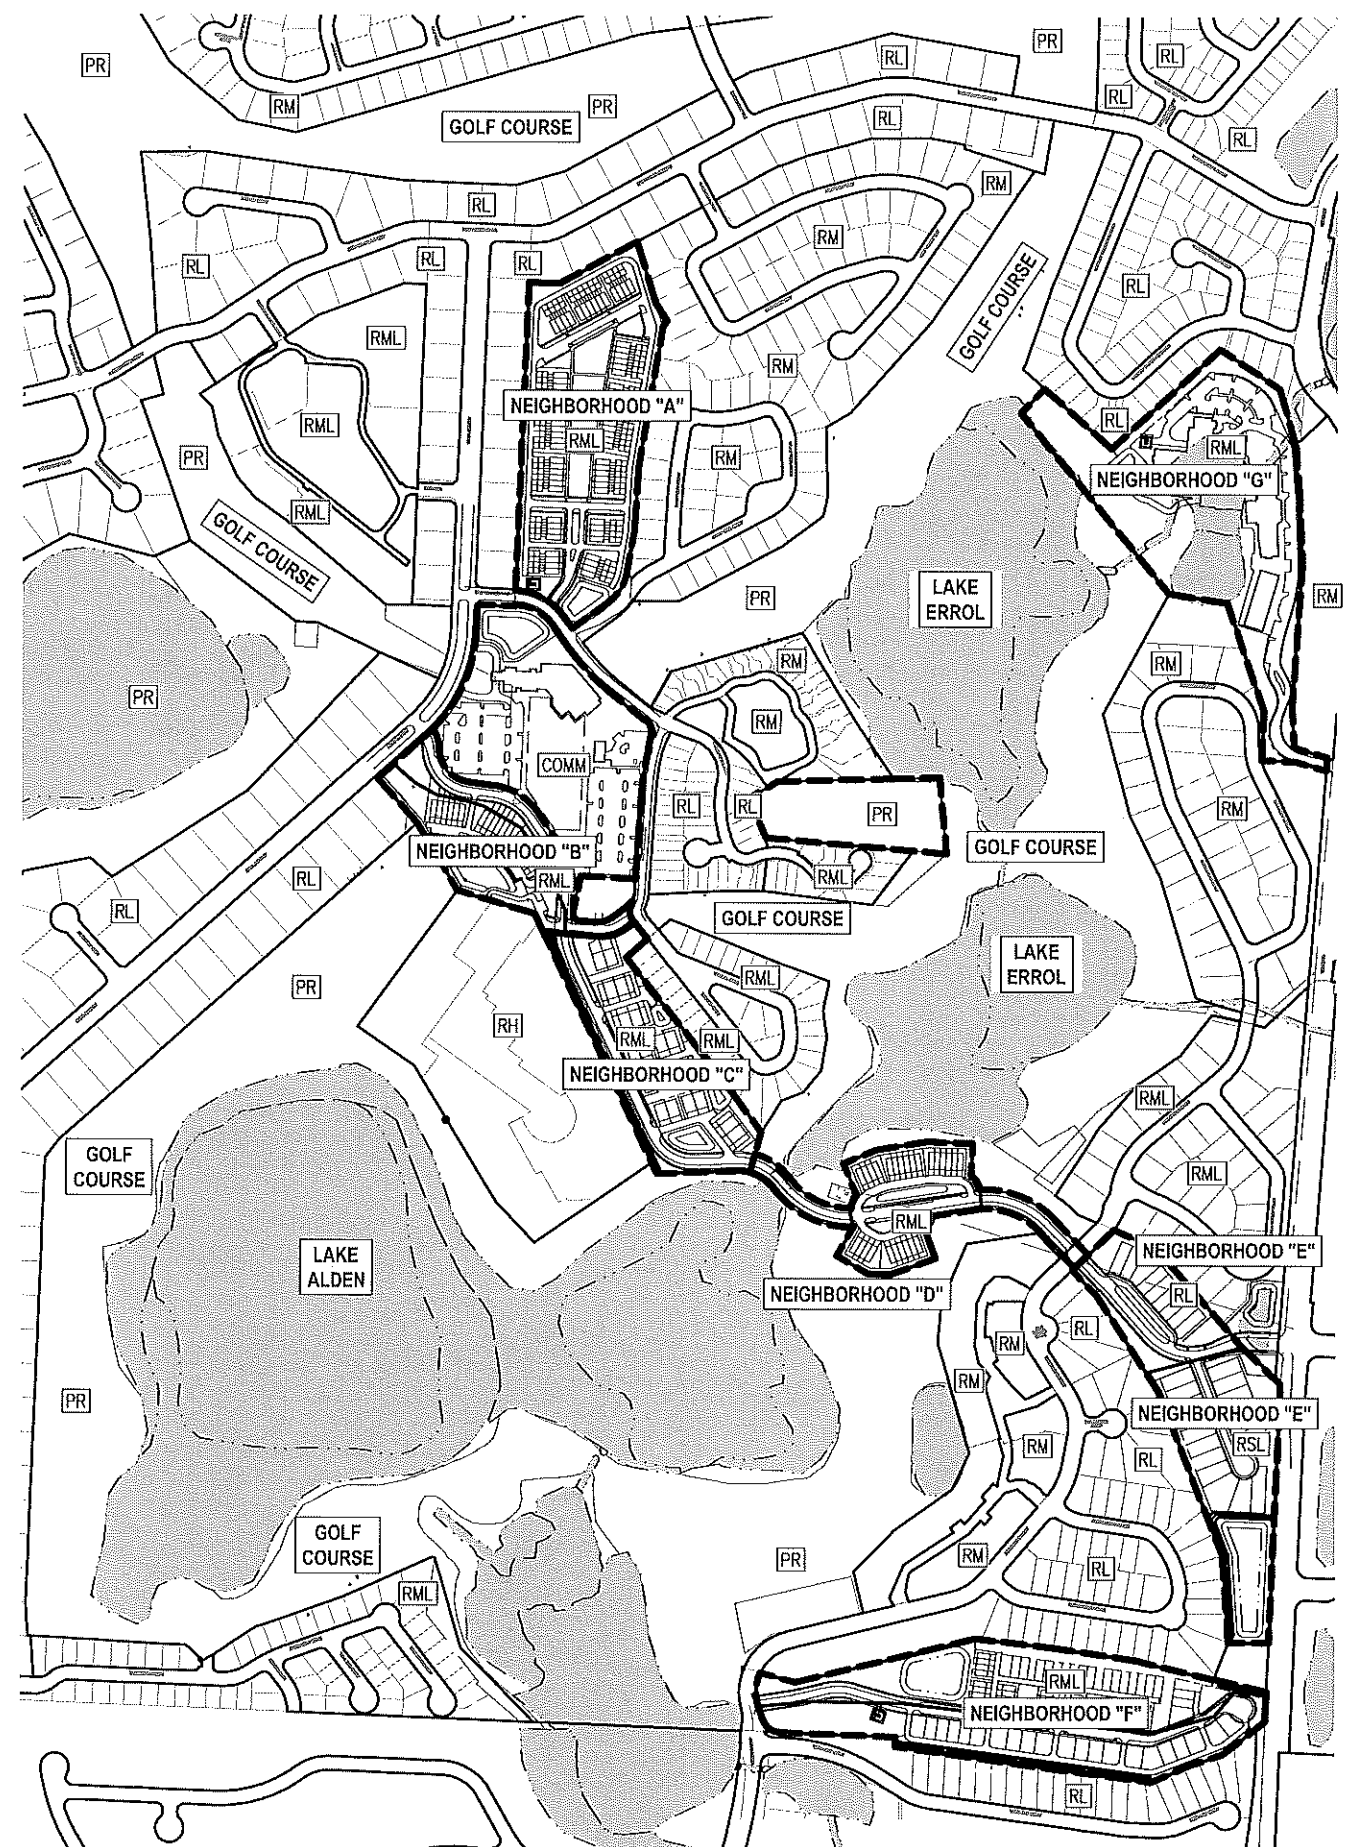 PR
RL
PR
RL
RM
PR
RL
RL
GOLF COURSE
RL
RL
RM
RL
RM
RL
RL
RL
GOLF COURSE
RL
RML
RM
NEIGHBORHOOD "A"
RL
RML
RML
RML
PR
RM
NEIGHBORHOOD "G"
RML
GOLF COURSE
LAKE
ERROL
PR
RM
RM
RM
PR
RM
COMM
RL
RL
PR
RM
NEIGHBORHOOD "B"
GOLF COURSE
RML
RL
RML
RL
GOLF COURSE
LAKE
ERROL
RML
PR
RH
RML
RML
NEIGHBORHOOD "C"
RML
GOLF
COURSE
RML
RML
LAKE
ALDEN
NEIGHBORHOOD "E"
NEIGHBORHOOD "D"
RL
RL
RM
RM
PR
NEIGHBORHOOD "E"
RM
RSL
RL
GOLF
COURSE
PR
RM
RL
RML
RML
NEIGHBORHOOD "F"
RL